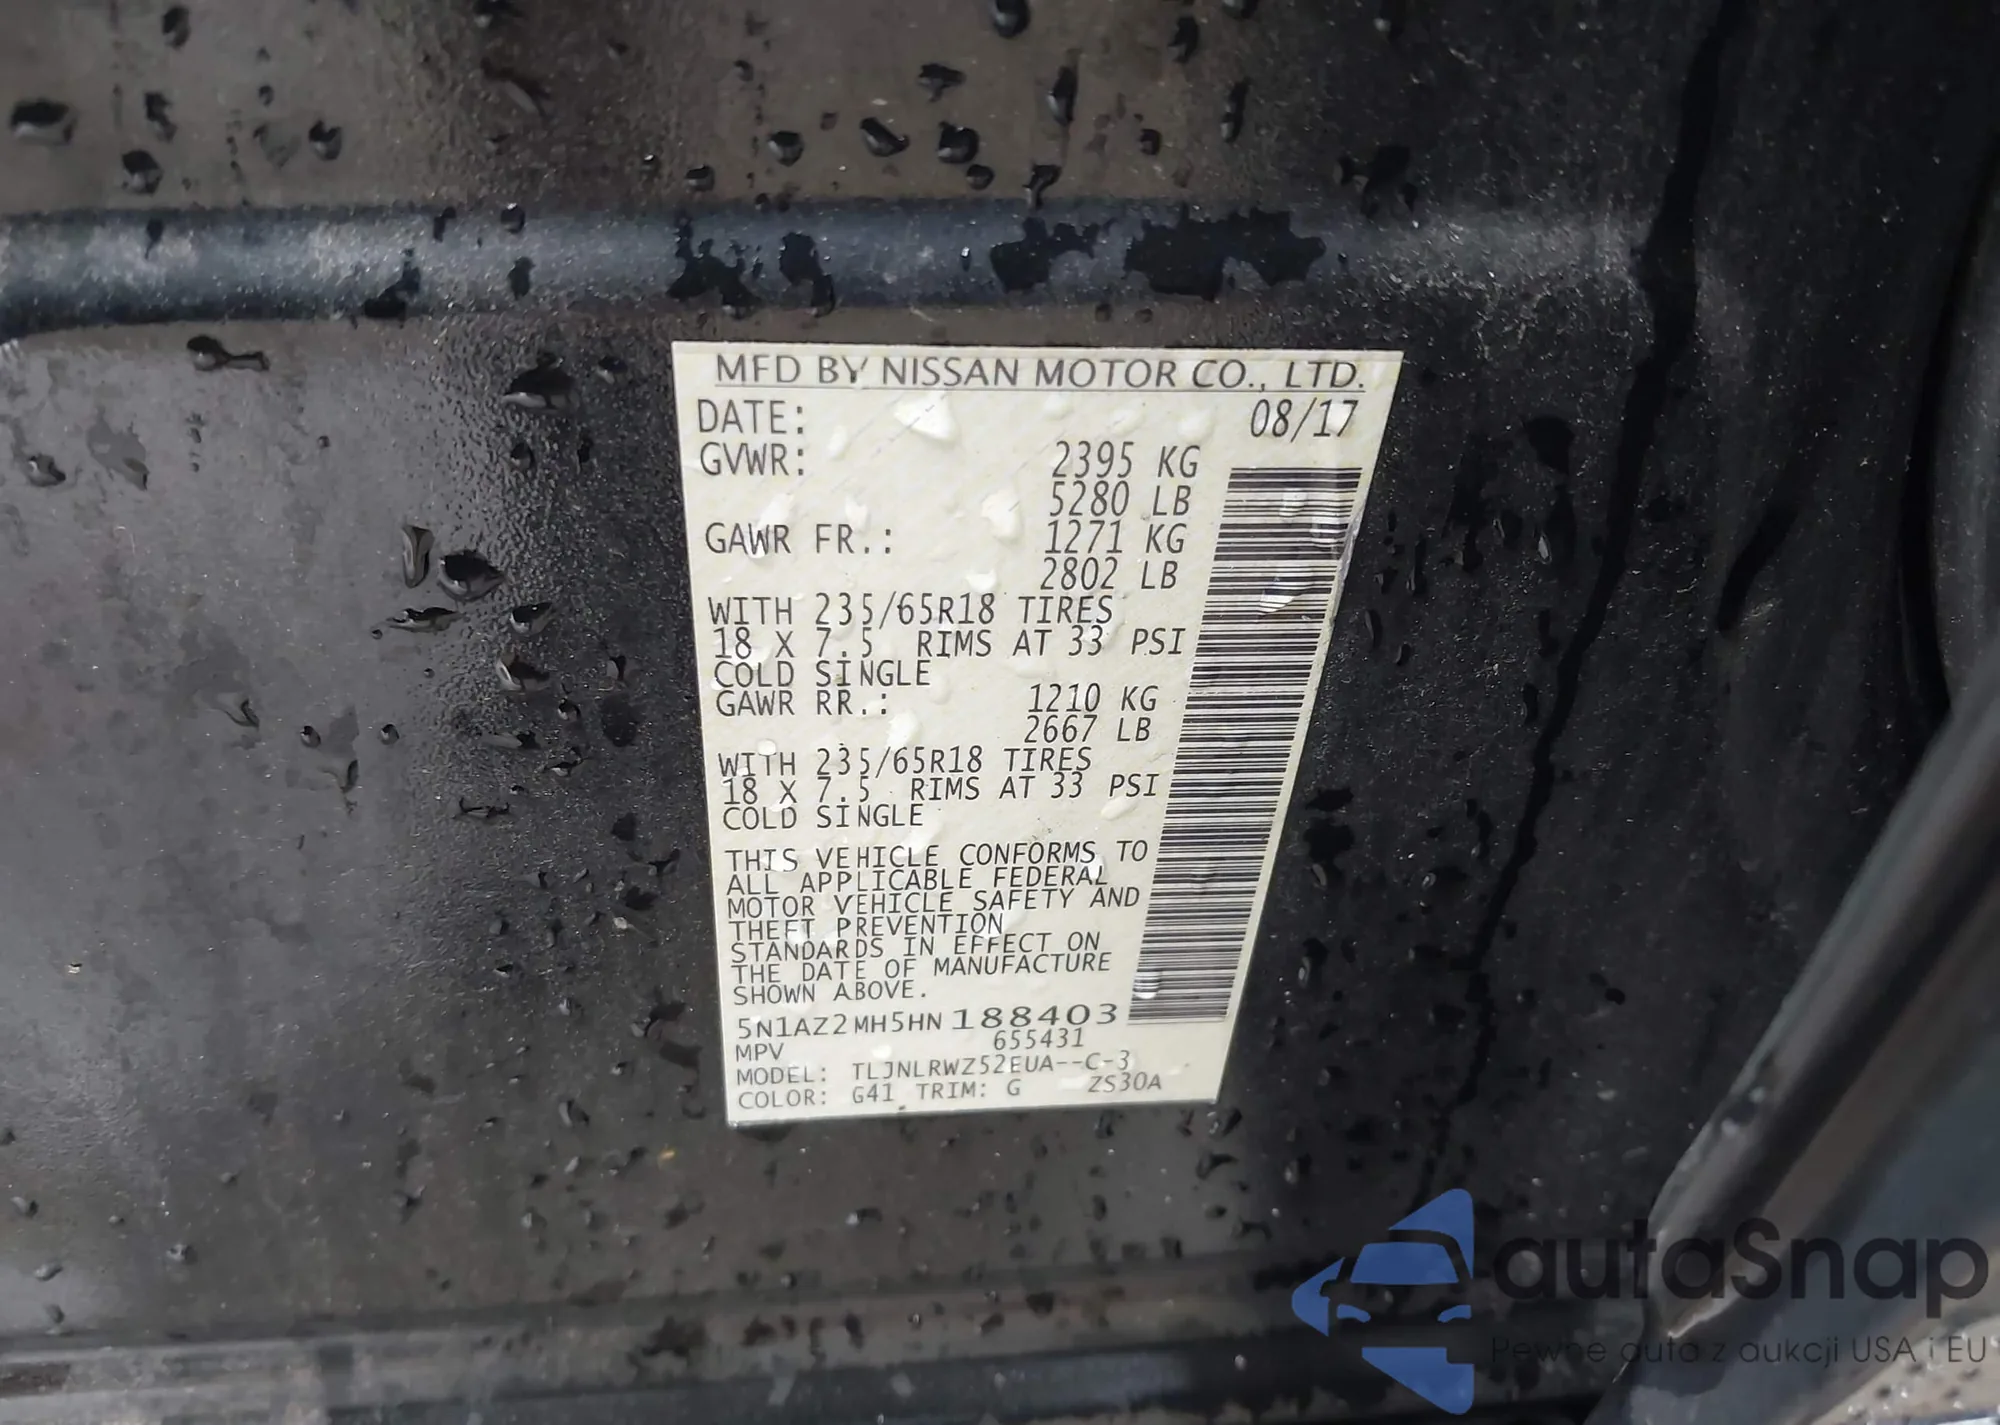 MFD BY NISSAN MOTOR CO., LTD.
DATE: 08/17
GVWR: 2395 KG
5280 LB
GAWR FR.: 1271 KG
2802 LB
WITH 235/65R18 TIRES
18 X 7.5 RIMS AT 33 PSI
COLD SINGLE
GAWR RR.: 1210 KG
2667 LB
WITH 235/65R18 TIRES
18 X 7.5 RIMS AT 33 PSI
COLD SINGLE
THIS VEHICLE CONFORMS TO
ALL APPLICABLE FEDERAL
MOTOR VEHICLE SAFETY AND
THEFT PREVENTION
STANDARDS IN EFFECT ON
THE DATE OF MANUFACTURE
SHOWN ABOVE.
5N1AZ2MH5HN188403
MPV 655431
MODEL: TLJNLRWZ52EUA--C-3
COLOR: G41 TRIM: G ZS30A
autaSnap
Pewne auta z aukcji USA i EU